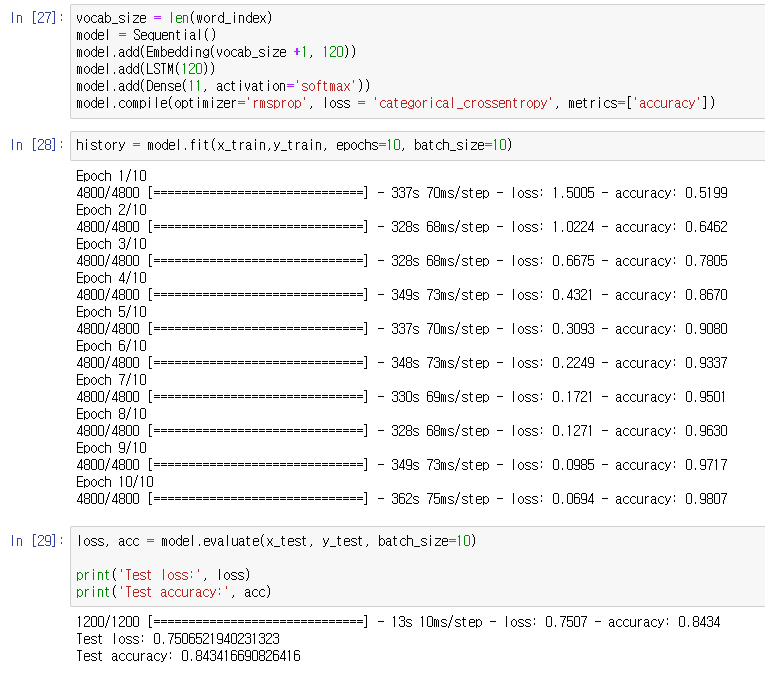 In [27]: vocab_size = len(word_index)
model = Sequential()
model.add(Embedding(vocab_size +1, 120))
model.add(LSTM(120))
model.add(Dense(11, activation='softmax'))
model.compile(optimizer='rmsprop', loss = 'categorical_crossentropy', metrics=['accuracy'])
In [28]: history = model.fit(x_train,y_train, epochs=10, batch_size=10)
Epoch 1/10
4800/4800 [==============================] - 337s 70ms/step - loss: 1.5005 - accuracy: 0.5199
Epoch 2/10
4800/4800 [==============================] - 328s 68ms/step - loss: 1.0224 - accuracy: 0.6462
Epoch 3/10
4800/4800 [==============================] - 328s 68ms/step - loss: 0.6675 - accuracy: 0.7805
Epoch 4/10
4800/4800 [==============================] - 349s 73ms/step - loss: 0.4321 - accuracy: 0.8670
Epoch 5/10
4800/4800 [==============================] - 337s 70ms/step - loss: 0.3093 - accuracy: 0.9080
Epoch 6/10
4800/4800 [==============================] - 348s 73ms/step - loss: 0.2249 - accuracy: 0.9337
Epoch 7/10
4800/4800 [==============================] - 330s 69ms/step - loss: 0.1721 - accuracy: 0.9501
Epoch 8/10
4800/4800 [==============================] - 328s 68ms/step - loss: 0.1271 - accuracy: 0.9630
Epoch 9/10
4800/4800 [==============================] - 349s 73ms/step - loss: 0.0985 - accuracy: 0.9717
Epoch 10/10
4800/4800 [==============================] - 362s 75ms/step - loss: 0.0694 - accuracy: 0.9807
In [29]: loss, acc = model.evaluate(x_test, y_test, batch_size=10)
print('Test loss:', loss)
print('Test accuracy:', acc)
1200/1200 [==============================] - 13s 10ms/step - loss: 0.7507 - accuracy: 0.8434
Test loss: 0.7506521940231323
Test accuracy: 0.843416690826416